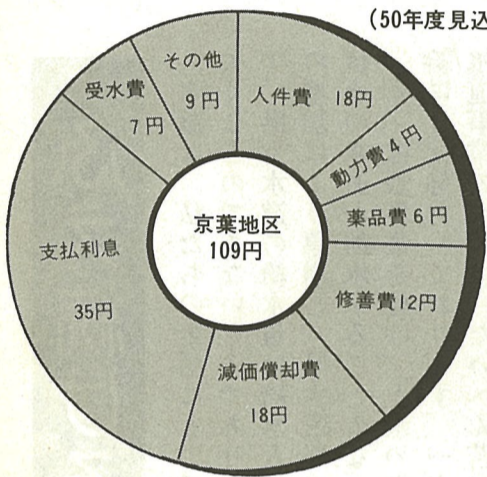 (50年度見込
人件費 18円
動力費 4円
薬品費 6円
修善費 12円
減価償却費
18円
支払利息
35円
受水費
7円
その他
9円
京葉地区
109円